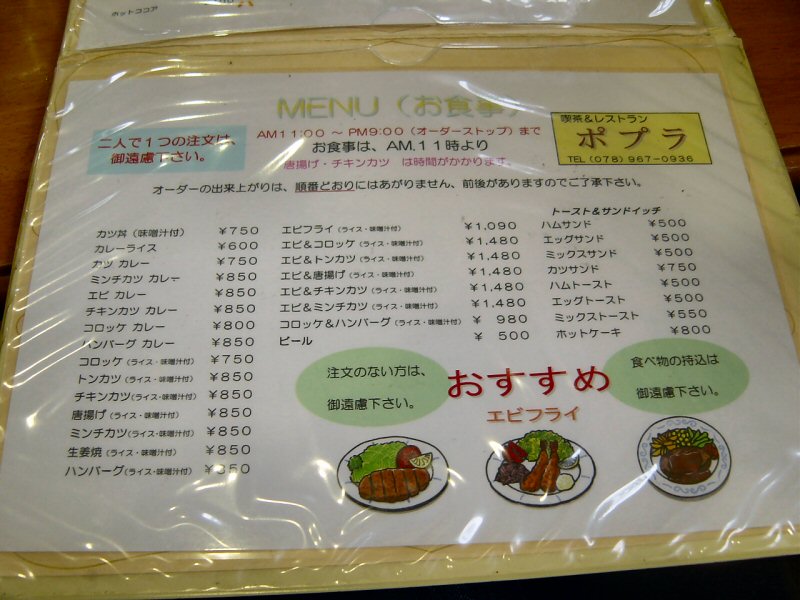 ホットココア
MENU（お食事）
二人で１つの注文は、
御遠慮下さい。
AM11:00 ～ PM9:00（オーダーストップ）まで
お食事は、AM.11時より
唐揚げ・チキンカツ　は時間がかかります。
喫茶&レストラン
ポプラ
TEL (078) 967-0936
オーダーの出来上がりは、順番どおりにはあがりません、前後がありますのでご了承下さい。
カツ丼（味噌汁付） ¥750
カレーライス ¥600
カツ カレー ¥750
ミンチカツ カレー ¥850
エビ カレー ¥850
チキンカツ カレー ¥850
コロッケ カレー ¥800
ハンバーグ カレー ¥850
コロッケ（ライス・味噌汁付） ¥750
トンカツ（ライス・味噌汁付） ¥850
チキンカツ（ライス・味噌汁付） ¥850
唐揚げ（ライス・味噌汁付） ¥850
ミンチカツ（ライス・味噌汁付） ¥850
生姜焼（ライス・味噌汁付） ¥850
ハンバーグ（ライス・味噌汁付） ¥850
エビフライ（ライス・味噌汁付） ¥1,090
エビ&コロッケ（ライス・味噌汁付） ¥1,480
エビ&トンカツ（ライス・味噌汁付） ¥1,480
エビ&唐揚げ（ライス・味噌汁付） ¥1,480
エビ&チキンカツ（ライス・味噌汁付） ¥1,480
エビ&ミンチカツ（ライス・味噌汁付） ¥1,480
コロッケ&ハンバーグ（ライス・味噌汁付） ¥ 980
ビール ¥ 500
トースト&サンドイッチ
ハムサンド ¥500
エッグサンド ¥500
ミックスサンド ¥500
カツサンド ¥750
ハムトースト ¥500
エッグトースト ¥500
ミックストースト ¥550
ホットケーキ ¥800
注文のない方は、
御遠慮下さい。
おすすめ
エビフライ
食べ物の持込は
御遠慮下さい。